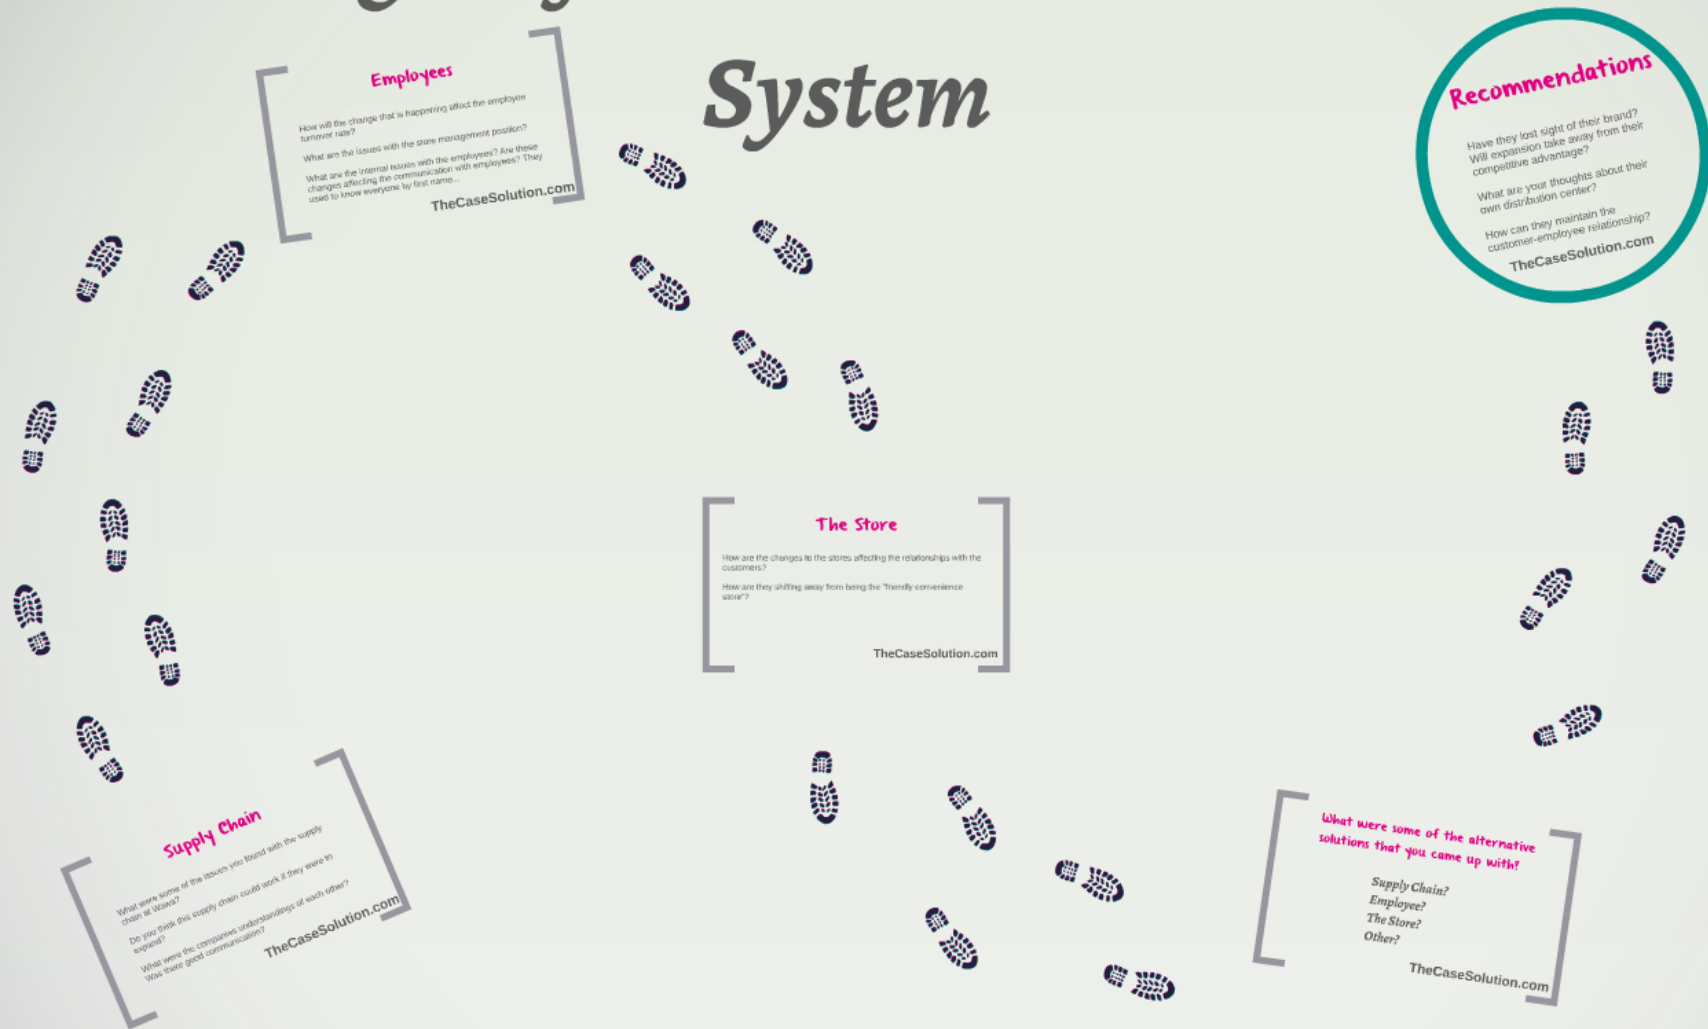 System
Employees
How will the change that is happening affect the employee
turnover rate?
What are the issues with the store management position?
What are the internal issues with the employees? Are these
changes affecting the communication with employees? They
used to know everyone by first name...
TheCaseSolution.com
Recommendations
Have they lost sight of their brand?
Will expansion take away from their
competitive advantage?
What are your thoughts about their
own distribution center?
How can they maintain the
customer-employee relationship?
TheCaseSolution.com
The Store
How are the changes to the stores affecting the relationships with the
customers?
How are they shifting away from being the "friendly convenience
store"?
TheCaseSolution.com
Supply Chain
What were some of the issues you found with the supply
chain at Wawa?
Do you think this supply chain could work if they were to
expand?
What were the companies understandings of each other?
Was there good communication?
TheCaseSolution.com
What were some of the alternative
solutions that you came up with?
Supply Chain?
Employee?
The Store?
Other?
TheCaseSolution.com